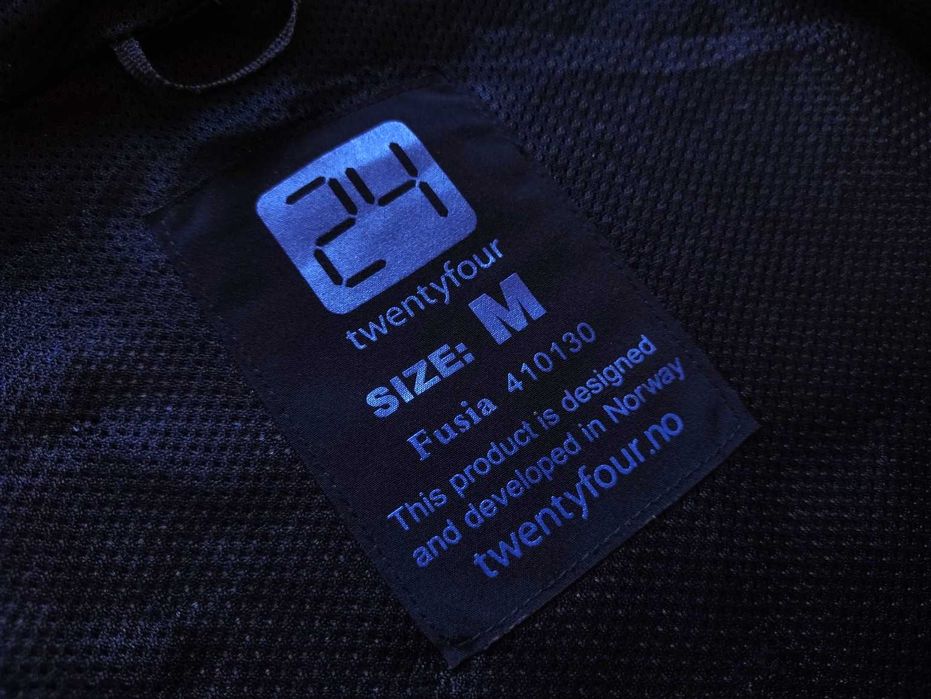 24
twentyfour
SIZE: M
Fusia 410130
This product is designed
and developed in Norway
twentyfour.no